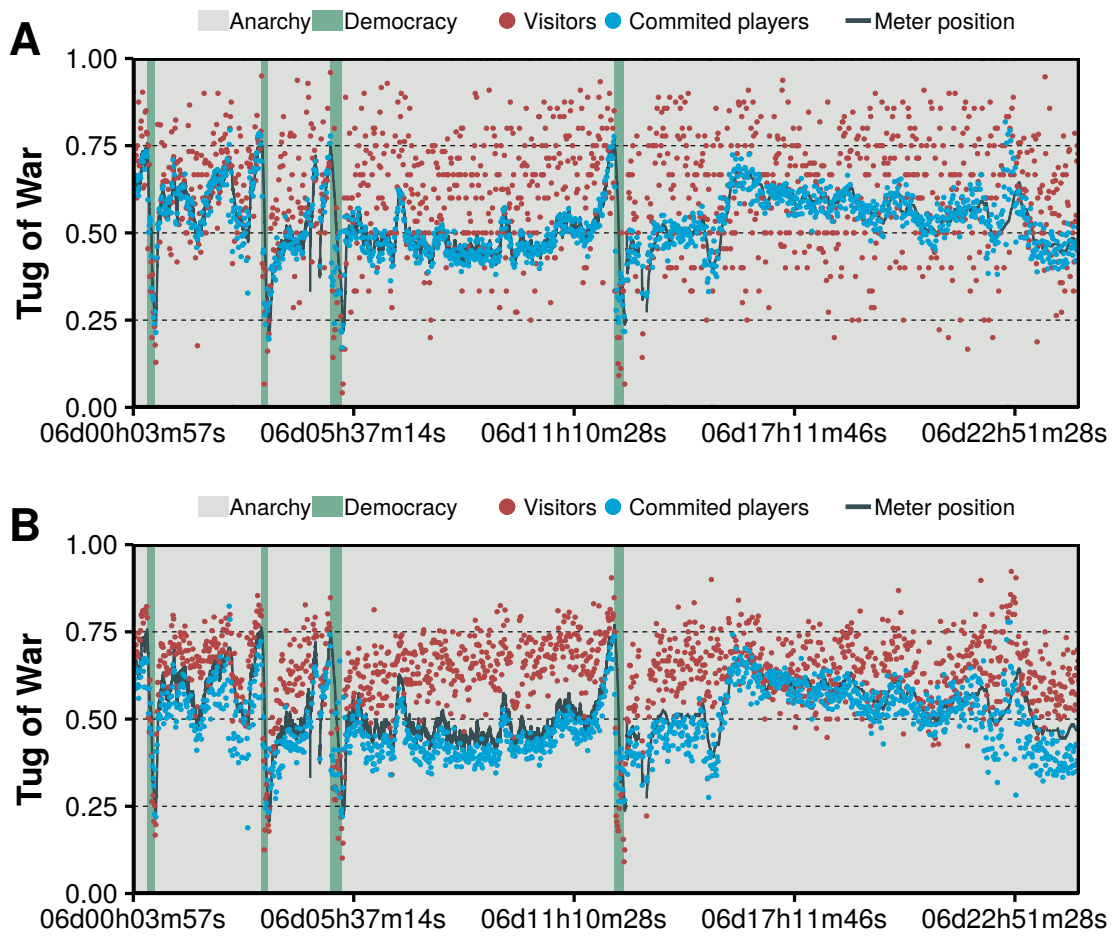 A
Anarchy Democracy Visitors Commited players Meter position
Tug of War
1.00
0.75
0.50
0.25
0.00
06d00h03m57s 06d05h37m14s 06d11h10m28s 06d17h11m46s 06d22h51m28s
B
Anarchy Democracy Visitors Commited players Meter position
Tug of War
1.00
0.75
0.50
0.25
0.00
06d00h03m57s 06d05h37m14s 06d11h10m28s 06d17h11m46s 06d22h51m28s